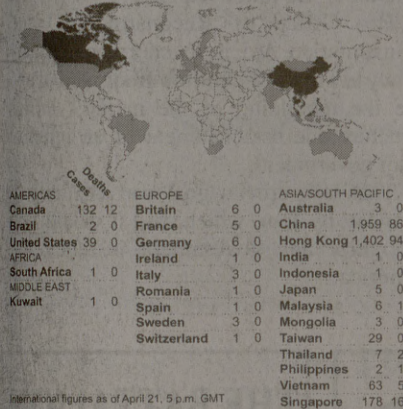 Cases
Deaths
AMERICAS
Canada 132 12
Brazil 2 0
United States 39 0
AFRICA
South Africa 1 0
MIDDLE EAST
Kuwait 1 0
EUROPE
Britain 6 0
France 5 0
Germany 6 0
Ireland 1 0
Italy 3 0
Romania 1 0
Spain 1 0
Sweden 3 0
Switzerland 1 0
ASIA/SOUTH PACIFIC
Australia 3 0
China 1,959 86
Hong Kong 1,402 94
India 1 0
Indonesia 1 0
Japan 5 0
Malaysia 6 1
Mongolia 3 0
Taiwan 29 0
Thailand 7 2
Philippines 2 1
Vietnam 63 5
Singapore 178 16
International figures as of April 21, 5 p.m. GMT